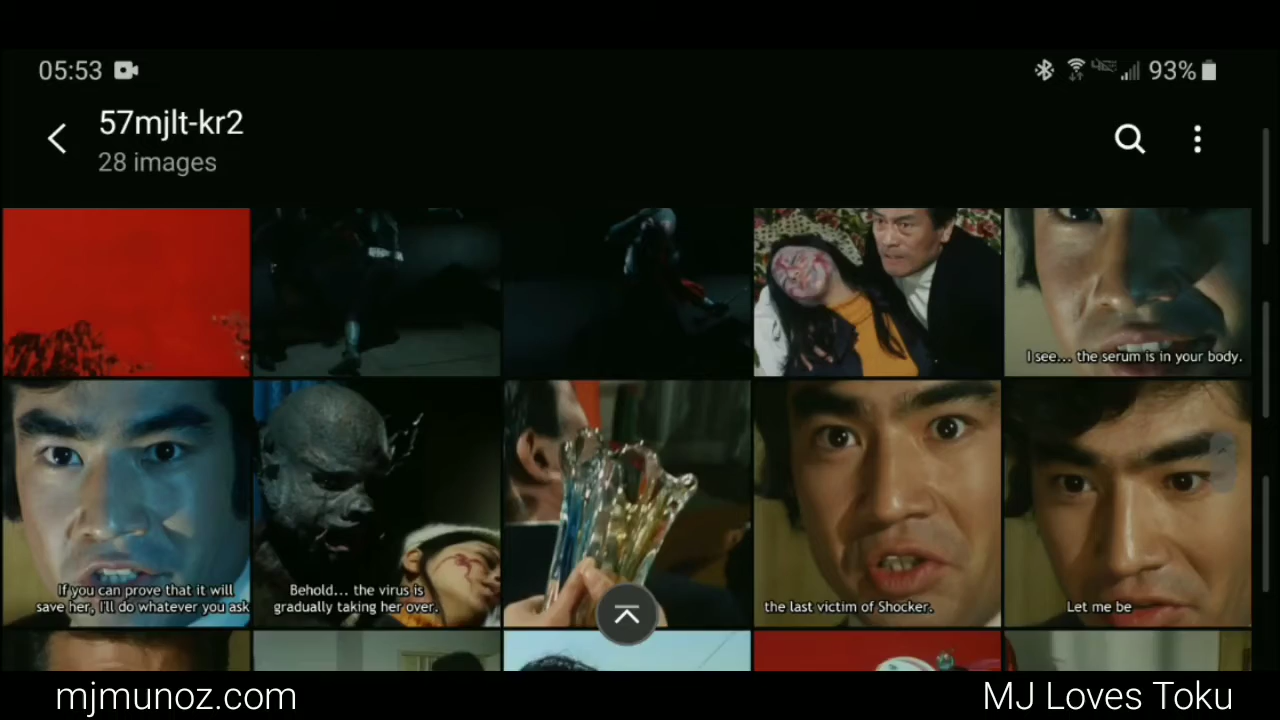 05:53
93%
57mjlt-kr2
28 images
I see... the serum is in your body.
If you can prove that it will
save her, I'll do whatever you ask
Behold... the virus is
gradually taking her over.
the last victim of Shocker.
Let me be
mjmunoz.com
MJ Loves Toku